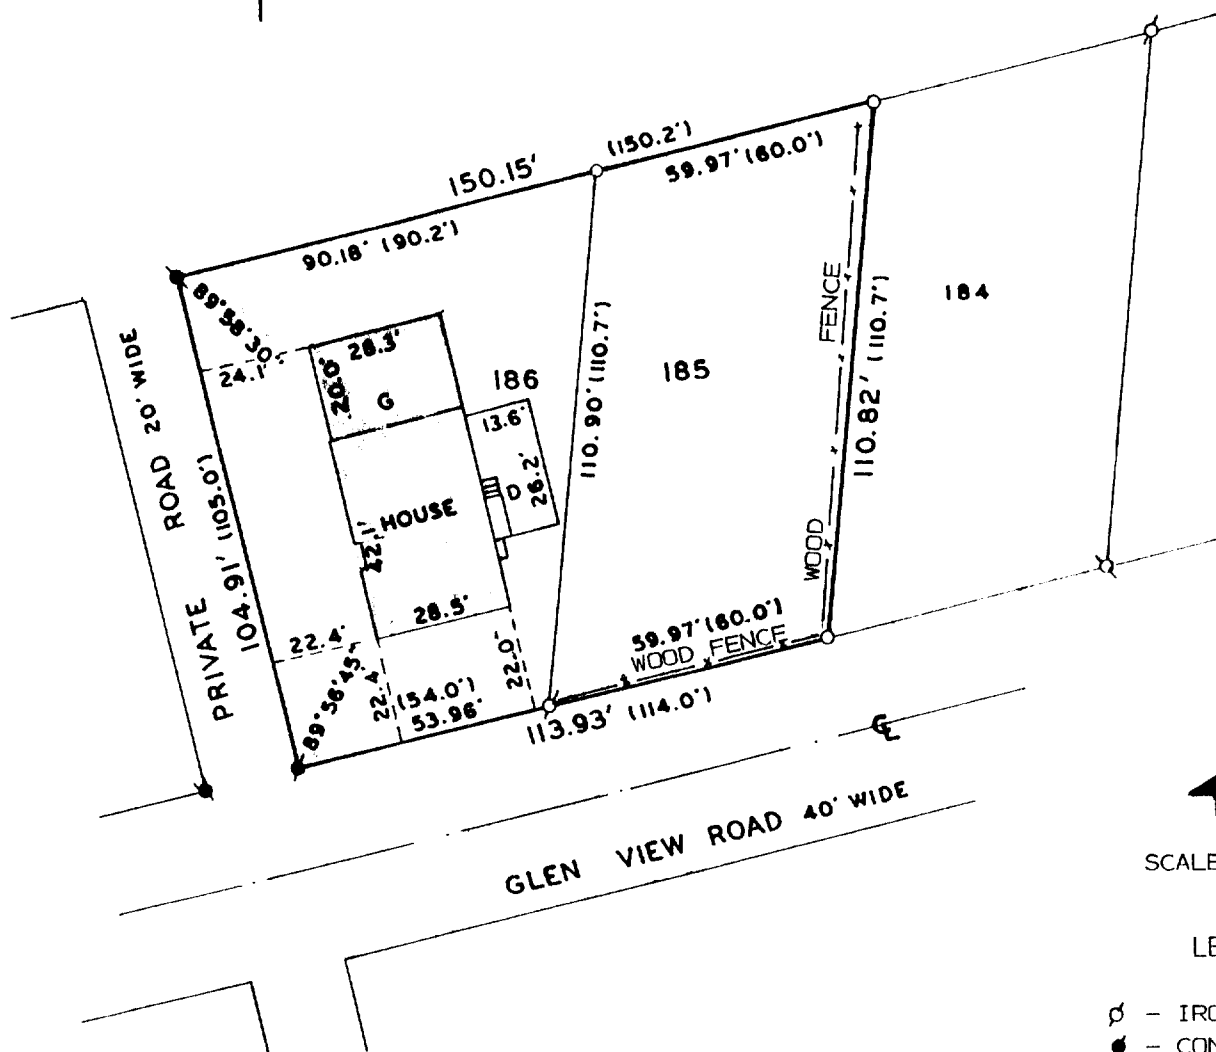 150.15'
(150.2')
59.97' (60.0')
90.18' (90.2')
89°58'30"
24.1'
28.3'
20.0'
G
186
185
184
13.6'
26.2'
D
HOUSE
42.1'
28.5'
110.90' (110.7')
FENCE
WOOD
110.82' (110.7')
PRIVATE ROAD 20' WIDE
104.91' (105.0')
22.4'
89°56'45"
22.4
22.0'
(54.0')
53.96'
59.97' (60.0')
WOOD FENCE
113.93' (114.0')
℄
GLEN VIEW ROAD 40' WIDE
SCALE
– IRO
– CON